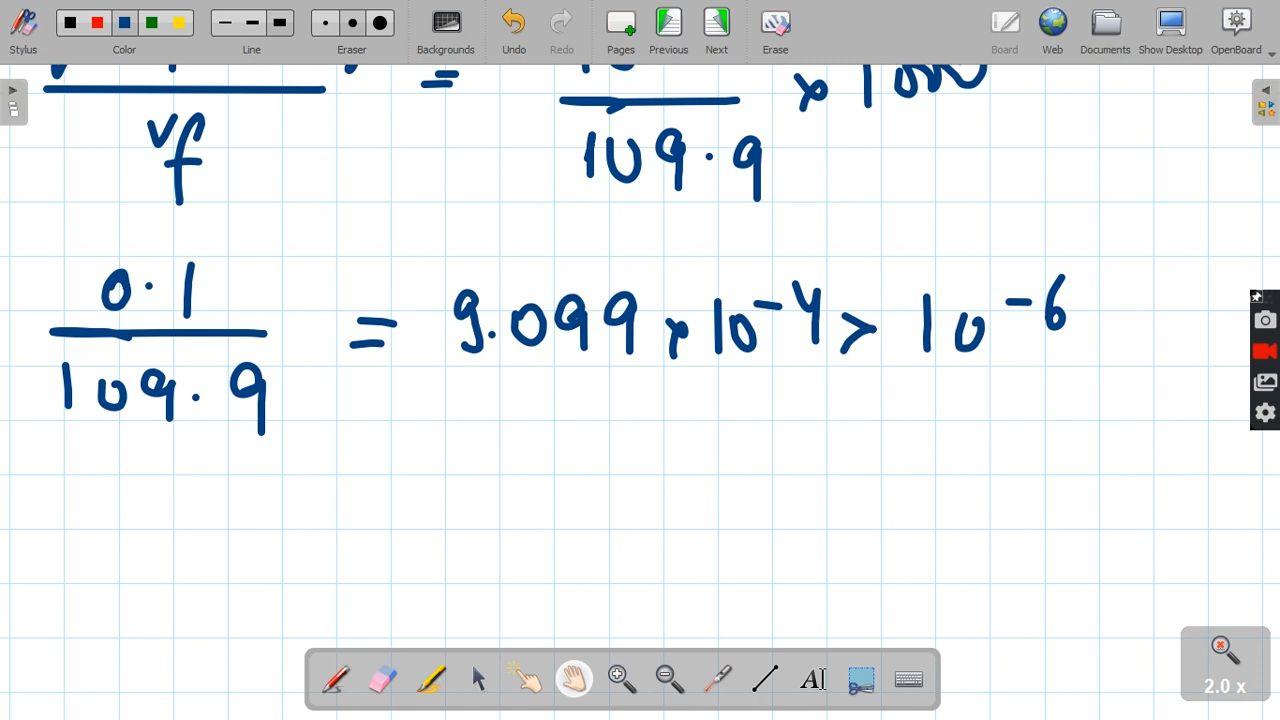 Stylus Color Line Eraser Backgrounds Undo Redo Pages Previous Next Erase Board Web Documents Show Desktop OpenBoard
=
vf
109.9
0.1
109.9
= 9.099 x 10^-4 > 10^-6
2.0 x